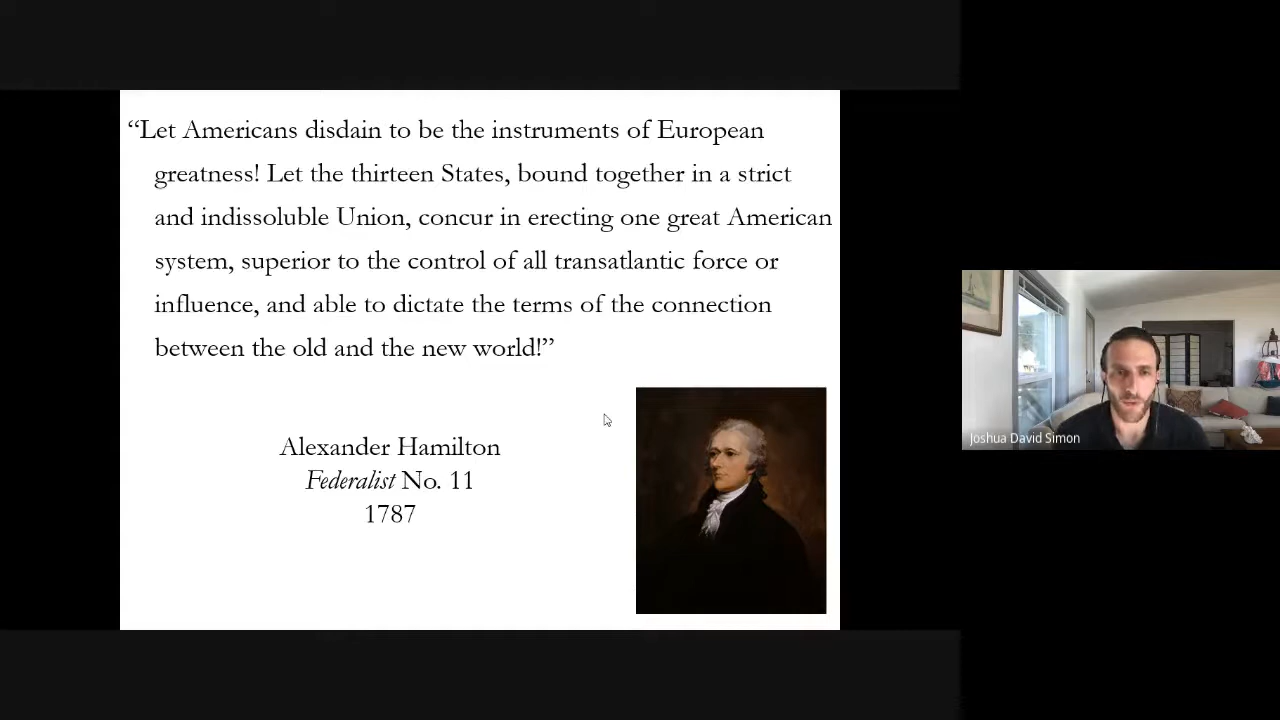 “Let Americans disdain to be the instruments of European
greatness! Let the thirteen States, bound together in a strict
and indissoluble Union, concur in erecting one great American
system, superior to the control of all transatlantic force or
influence, and able to dictate the terms of the connection
between the old and the new world!”
Alexander Hamilton
Federalist No. 11
1787
Joshua David Simon